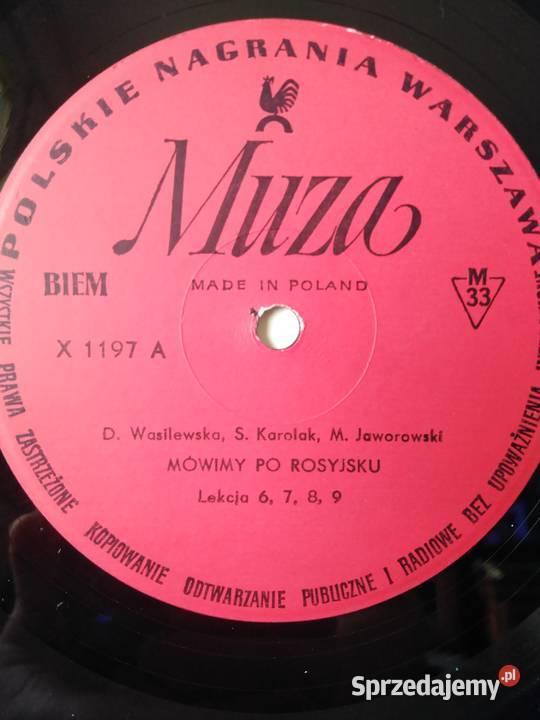 POLSKIE NAGRANIA WARSZAWA
Muza
MADE IN POLAND
BIEM
M
33
X 1197 A
D. Wasilewska, S. Karolak, M. Jaworowski
MÓWIMY PO ROSYJSKU
Lekcja 6, 7, 8, 9
WSZYSTKIE PRAWA ZASTRZEŻONE KOPIOWANIE ODTWARZANIE PUBLICZNE I RADIOWE BEZ UPOWAŻNIENIA
Sprzedajemy.pl